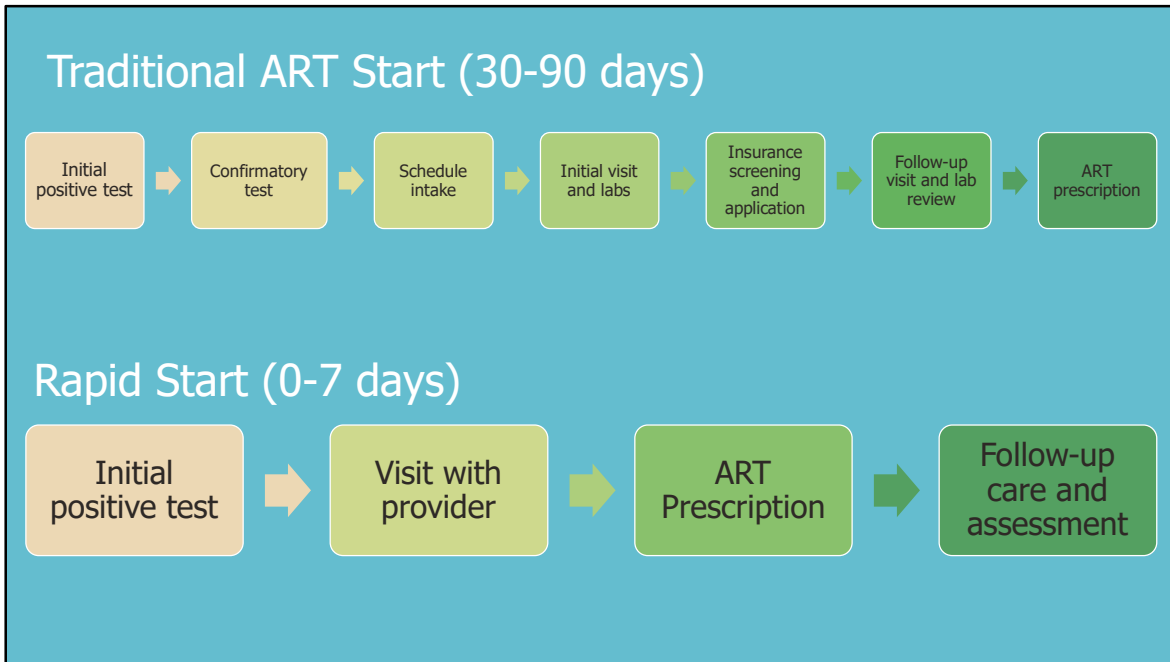 Traditional ART Start (30-90 days)
Initial
positive test
Confirmatory
test
Schedule
intake
Initial visit
and labs
Insurance
screening
and
application
Follow-up
visit and lab
review
ART
prescription
Rapid Start (0-7 days)
Initial
positive test
Visit with
provider
ART
Prescription
Follow-up
care and
assessment